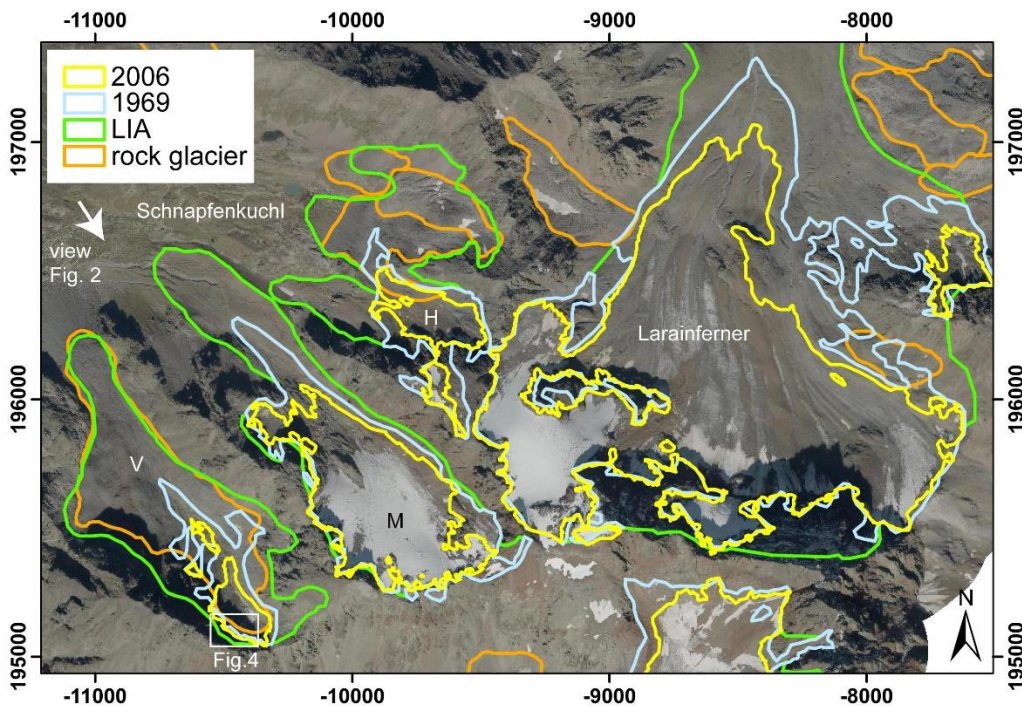 -11000 -10000 -9000 -8000
2006
1969
LIA
rock glacier
197000
197000
Schnapfenkuchl
view
Fig. 2
H
Larainferner
196000
196000
V
M
N
195000
195000
Fig.4
-11000 -10000 -9000 -8000